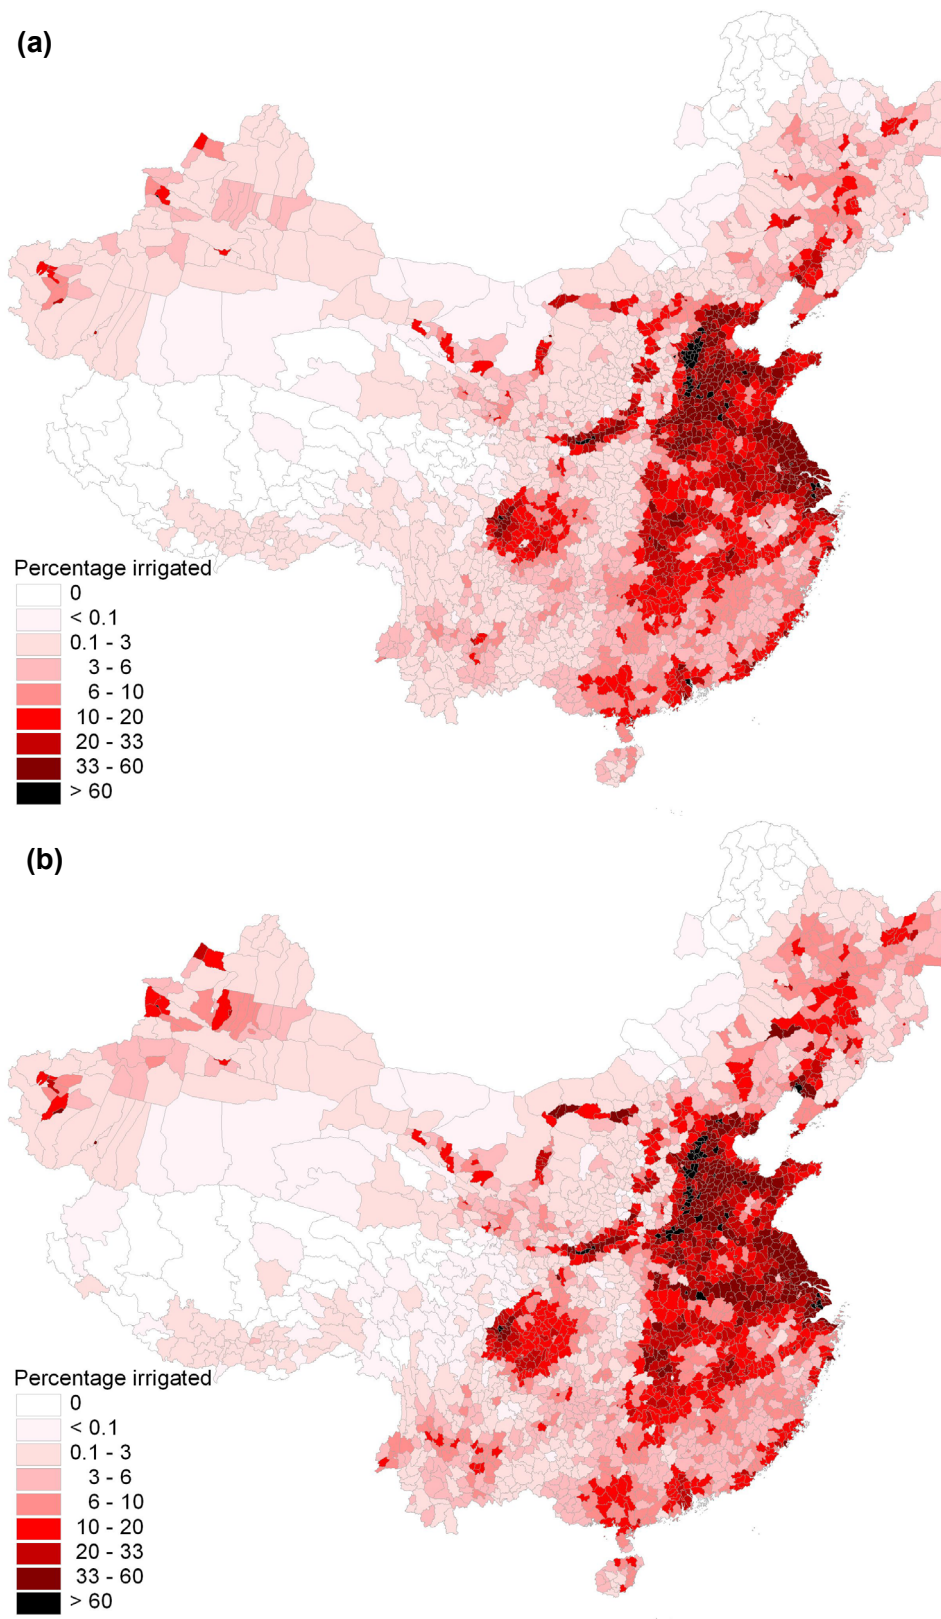 (a)
Percentage irrigated
0
< 0.1
0.1 - 3
3 - 6
6 - 10
10 - 20
20 - 33
33 - 60
> 60
(b)
Percentage irrigated
0
< 0.1
0.1 - 3
3 - 6
6 - 10
10 - 20
20 - 33
33 - 60
> 60